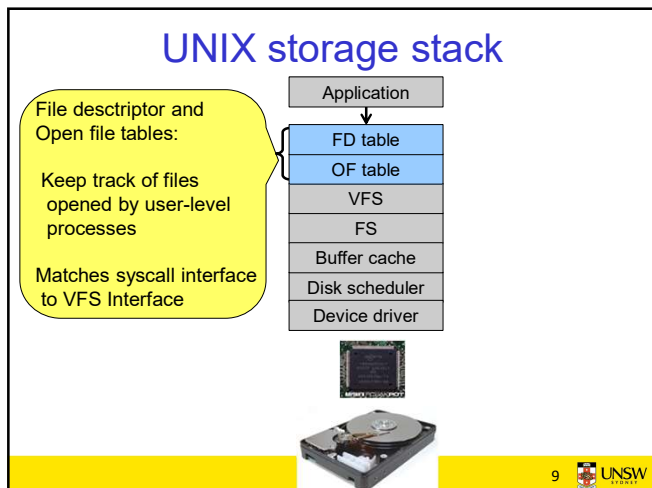 UNIX storage stack
File desctriptor and
Open file tables:
Keep track of files
opened by user-level
processes
Matches syscall interface
to VFS Interface
Application
FD table
OF table
VFS
FS
Buffer cache
Disk scheduler
Device driver
9
UNSW
SYDNEY